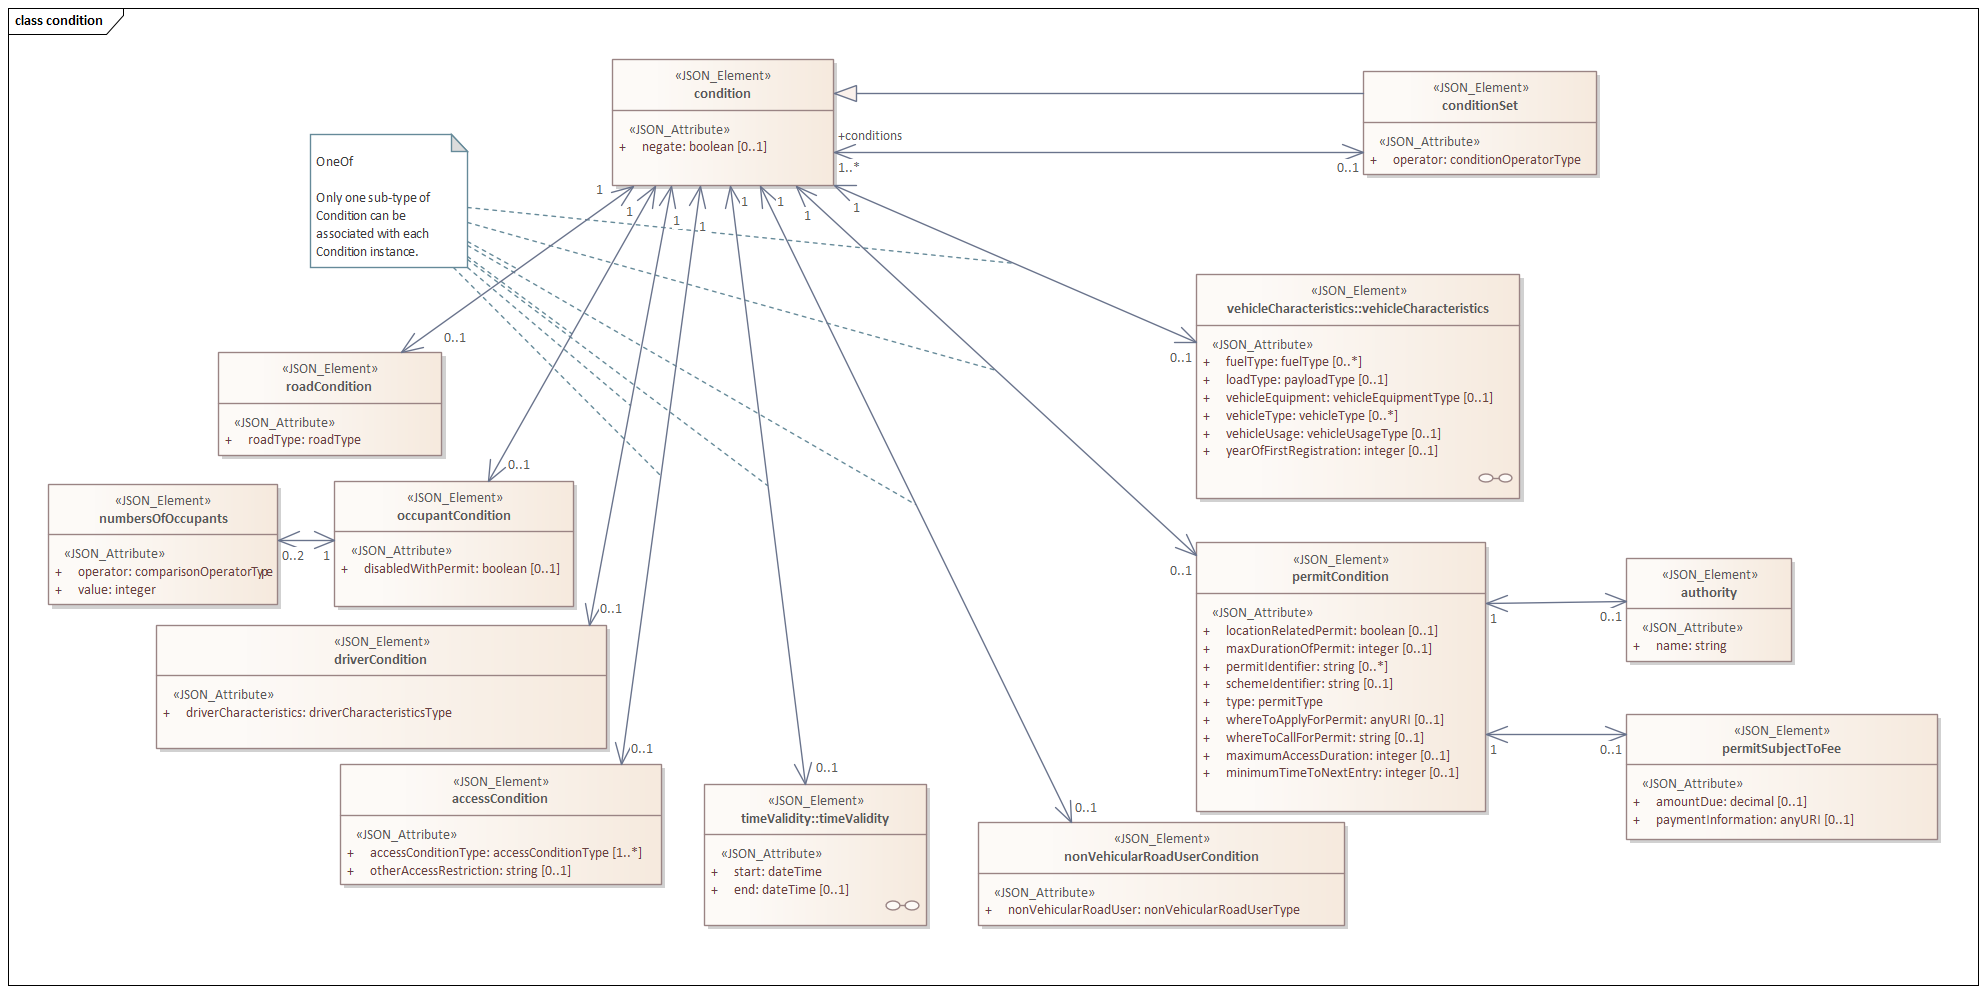 class condition
«JSON_Element»
condition
«JSON_Attribute»
+ negate: boolean [0..1]
«JSON_Element»
conditionSet
«JSON_Attribute»
+ operator: conditionOperatorType
+conditions
1..*
0..1
OneOf
Only one sub-type of
Condition can be
associated with each
Condition instance.
1
1
1
1
1
1
1
1
0..1
«JSON_Element»
roadCondition
«JSON_Attribute»
+ roadType: roadType
0..1
«JSON_Element»
vehicleCharacteristics::vehicleCharacteristics
«JSON_Attribute»
+ fuelType: fuelType [0..*]
+ loadType: payloadType [0..1]
+ vehicleEquipment: vehicleEquipmentType [0..1]
+ vehicleType: vehicleType [0..*]
+ vehicleUsage: vehicleUsageType [0..1]
+ yearOfFirstRegistration: integer [0..1]
«JSON_Element»
numbersOfOccupants
«JSON_Attribute»
+ operator: comparisonOperatorType
+ value: integer
0..2
1
0..1
«JSON_Element»
occupantCondition
«JSON_Attribute»
+ disabledWithPermit: boolean [0..1]
0..1
«JSON_Element»
driverCondition
«JSON_Attribute»
+ driverCharacteristics: driverCharacteristicsType
0..1
«JSON_Element»
accessCondition
«JSON_Attribute»
+ accessConditionType: accessConditionType [1..*]
+ otherAccessRestriction: string [0..1]
0..1
«JSON_Element»
timeValidity::timeValidity
«JSON_Attribute»
+ start: dateTime
+ end: dateTime [0..1]
0..1
«JSON_Element»
nonVehicularRoadUserCondition
«JSON_Attribute»
+ nonVehicularRoadUser: nonVehicularRoadUserType
0..1
«JSON_Element»
permitCondition
«JSON_Attribute»
+ locationRelatedPermit: boolean [0..1]
+ maxDurationOfPermit: integer [0..1]
+ permitIdentifier: string [0..*]
+ schemeIdentifier: string [0..1]
+ type: permitType
+ whereToApplyForPermit: anyURI [0..1]
+ whereToCallForPermit: string [0..1]
+ maximumAccessDuration: integer [0..1]
+ minimumTimeToNextEntry: integer [0..1]
1
0..1
«JSON_Element»
authority
«JSON_Attribute»
+ name: string
1
0..1
«JSON_Element»
permitSubjectToFee
«JSON_Attribute»
+ amountDue: decimal [0..1]
+ paymentInformation: anyURI [0..1]